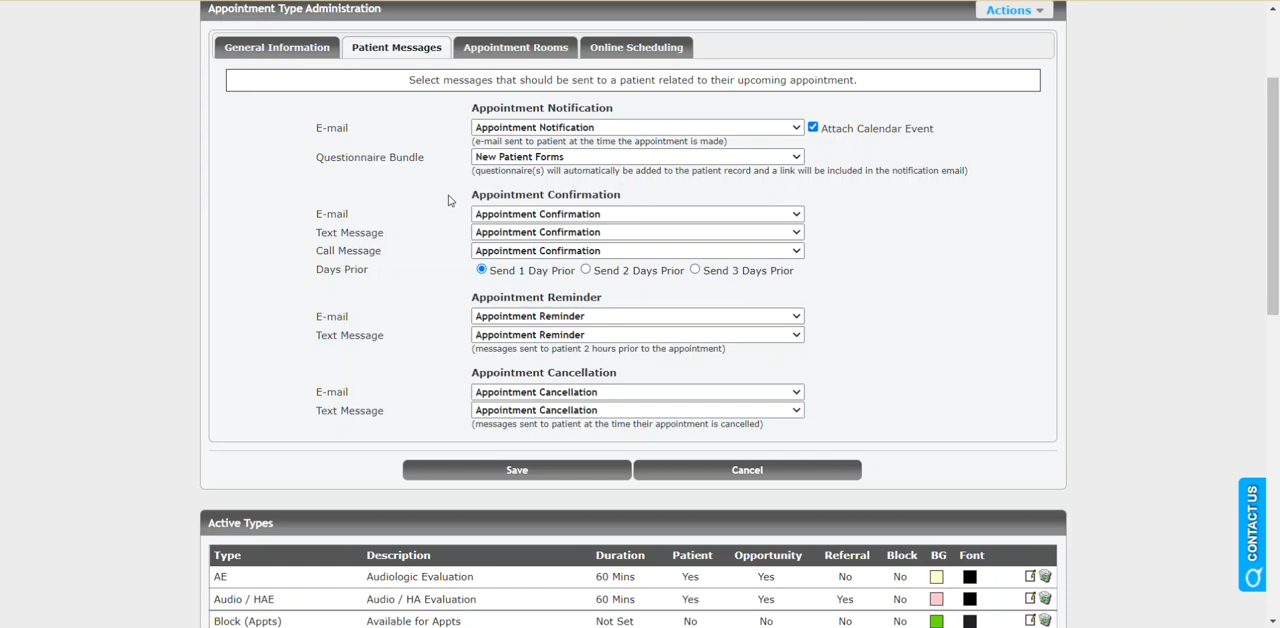 Appointment Type Administration
Actions
General Information Patient Messages Appointment Rooms Online Scheduling
Select messages that should be sent to a patient related to their upcoming appointment.
Appointment Notification
E-mail Appointment Notification Attach Calendar Event
(e-mail sent to patient at the time the appointment is made)
Questionnaire Bundle New Patient Forms
(questionnaire(s) will automatically be added to the patient record and a link will be included in the notification email)
Appointment Confirmation
E-mail Appointment Confirmation
Text Message Appointment Confirmation
Call Message Appointment Confirmation
Days Prior Send 1 Day Prior Send 2 Days Prior Send 3 Days Prior
Appointment Reminder
E-mail Appointment Reminder
Text Message Appointment Reminder
(messages sent to patient 2 hours prior to the appointment)
Appointment Cancellation
E-mail Appointment Cancellation
Text Message Appointment Cancellation
(messages sent to patient at the time their appointment is cancelled)
Save Cancel
CONTACT US
Active Types
Type Description Duration Patient Opportunity Referral Block BG Font
AE Audiologic Evaluation 60 Mins Yes Yes No No
Audio / HAE Audio / HA Evaluation 60 Mins Yes Yes Yes No
Block (Appts) Available for Appts Not Set No No No No